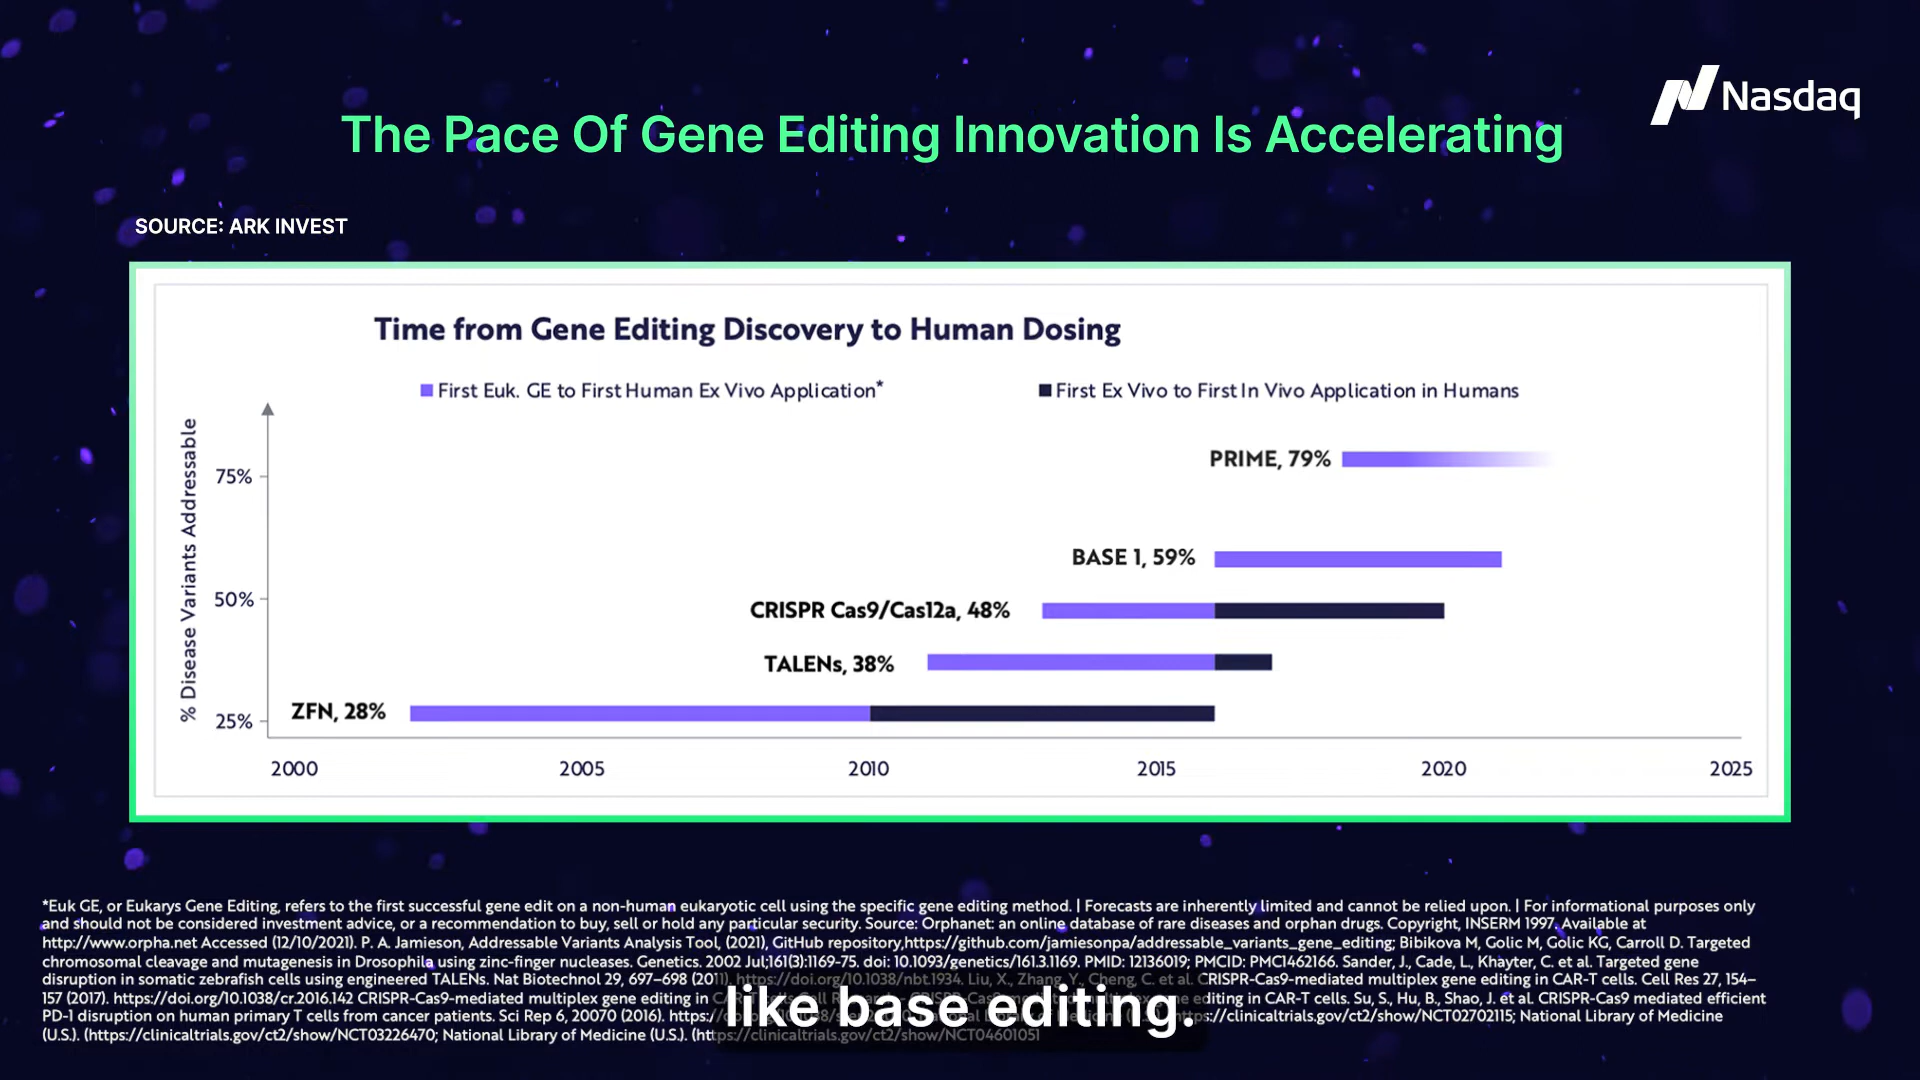 Nasdaq
The Pace Of Gene Editing Innovation Is Accelerating
SOURCE: ARK INVEST
Time from Gene Editing Discovery to Human Dosing
First Euk. GE to First Human Ex Vivo Application*
First Ex Vivo to First In Vivo Application in Humans
% Disease Variants Addressable
PRIME, 79%
75%
BASE 1, 59%
50%
CRISPR Cas9/Cas12a, 48%
TALENs, 38%
ZFN, 28%
25%
2000 2005 2010 2015 2020 2025
*Euk GE, or Eukarys Gene Editing, refers to the first successful gene edit on a non-human eukaryotic cell using the specific gene editing method. | Forecasts are inherently limited and cannot be relied upon. | For informational purposes only
and should not be considered investment advice, or a recommendation to buy, sell or hold any particular security. Source: Orphanet: an online database of rare diseases and orphan drugs. Copyright, INSERM 1997. Available at
http://www.orpha.net Accessed (12/10/2021). P. A. Jamieson, Addressable Variants Analysis Tool, (2021), GitHub repository,https://github.com/jamiesonpa/addressable_variants_gene_editing; Bibikova M, Golic M, Golic KG, Carroll D. Targeted
chromosomal cleavage and mutagenesis in Drosophila using zinc-finger nucleases. Genetics. 2002 Jul;161(3):1169-75. doi: 10.1093/genetics/161.3.1169. PMID: 12136019; PMCID: PMC1462166. Sander, J., Cade, L., Khayter, C. et al. Targeted gene
disruption in somatic zebrafish cells using engineered TALENs. Nat Biotechnol 29, 697–698 (2011). https://doi.org/10.1038/nbt.1934. Liu, X., Zhang, Y., Cheng, C. et al. CRISPR-Cas9-mediated multiplex gene editing in CAR-T cells. Cell Res 27, 154–
157 (2017). https://doi.org/10.1038/cr.2016.142 CRISPR-Cas9-mediated multiplex gene editing in editing in CAR-T cells. Su, S., Hu, B., Shao, J. et al. CRISPR-Cas9 mediated efficient
PD-1 disruption on human primary T cells from cancer patients. Sci Rep 6, 20070 (2016). https:/ s://clinicaltrials.gov/ct2/show/NCT02702115; National Library of Medicine
(U.S.). (https://clinicaltrials.gov/ct2/show/NCT03226470; National Library of Medicine (U.S.). (https://clinicaltrials.gov/ct2/show/NCT04601051
like base editing.